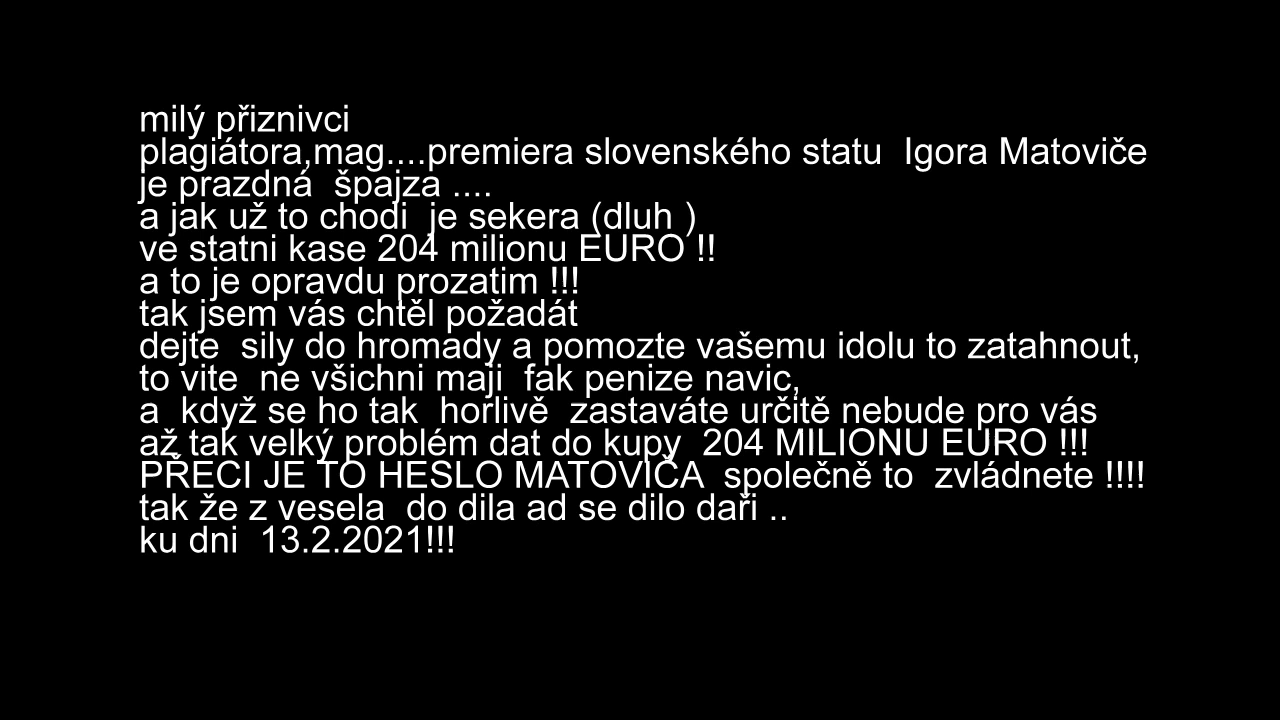 milý přiznivci
plagiátora,mag....premiera slovenského statu  Igora Matoviče
je prazdná  špajza ....
a jak už to chodi  je sekera (dluh )
ve statni kase 204 milionu EURO !!
a to je opravdu prozatim !!!
tak jsem vás chtěl požadát
dejte  sily do hromady a pomozte vašemu idolu to zatahnout,
to vite  ne všichni maji  fak penize navic,
a  když se ho tak  horlivě  zastaváte určitě nebude pro vás
až tak velký problém dat do kupy  204 MILIONU EURO !!!
PŘECI JE TO HESLO MATOVIČA  společně to  zvládnete !!!!
tak že z vesela  do dila ad se dilo daři ..
ku dni  13.2.2021!!!